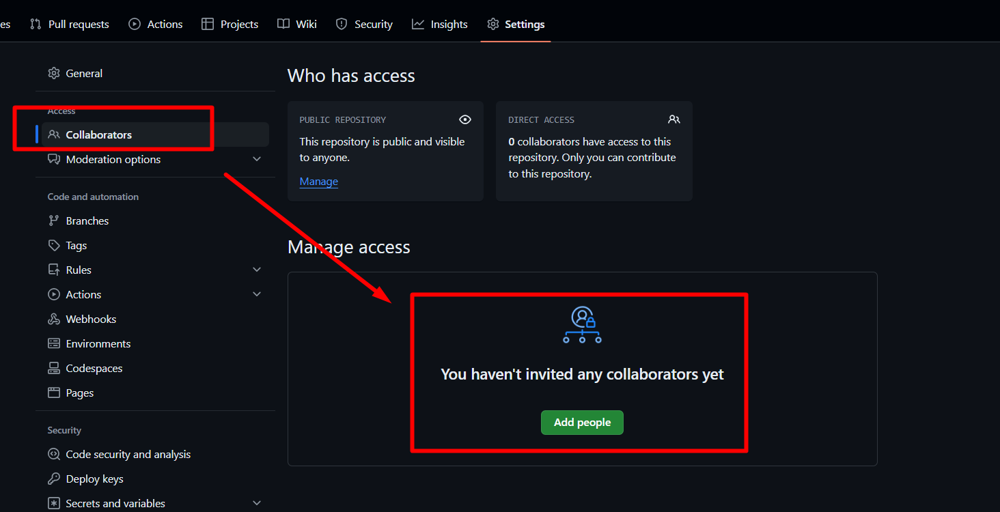 es Pull requests Actions Projects Wiki Security Insights Settings
General
Access
Collaborators
Moderation options
Code and automation
Branches
Tags
Rules
Actions
Webhooks
Environments
Codespaces
Pages
Security
Code security and analysis
Deploy keys
Secrets and variables
Who has access
PUBLIC REPOSITORY
This repository is public and visible
to anyone.
Manage
DIRECT ACCESS
0 collaborators have access to this
repository. Only you can contribute
to this repository.
Manage access
You haven't invited any collaborators yet
Add people